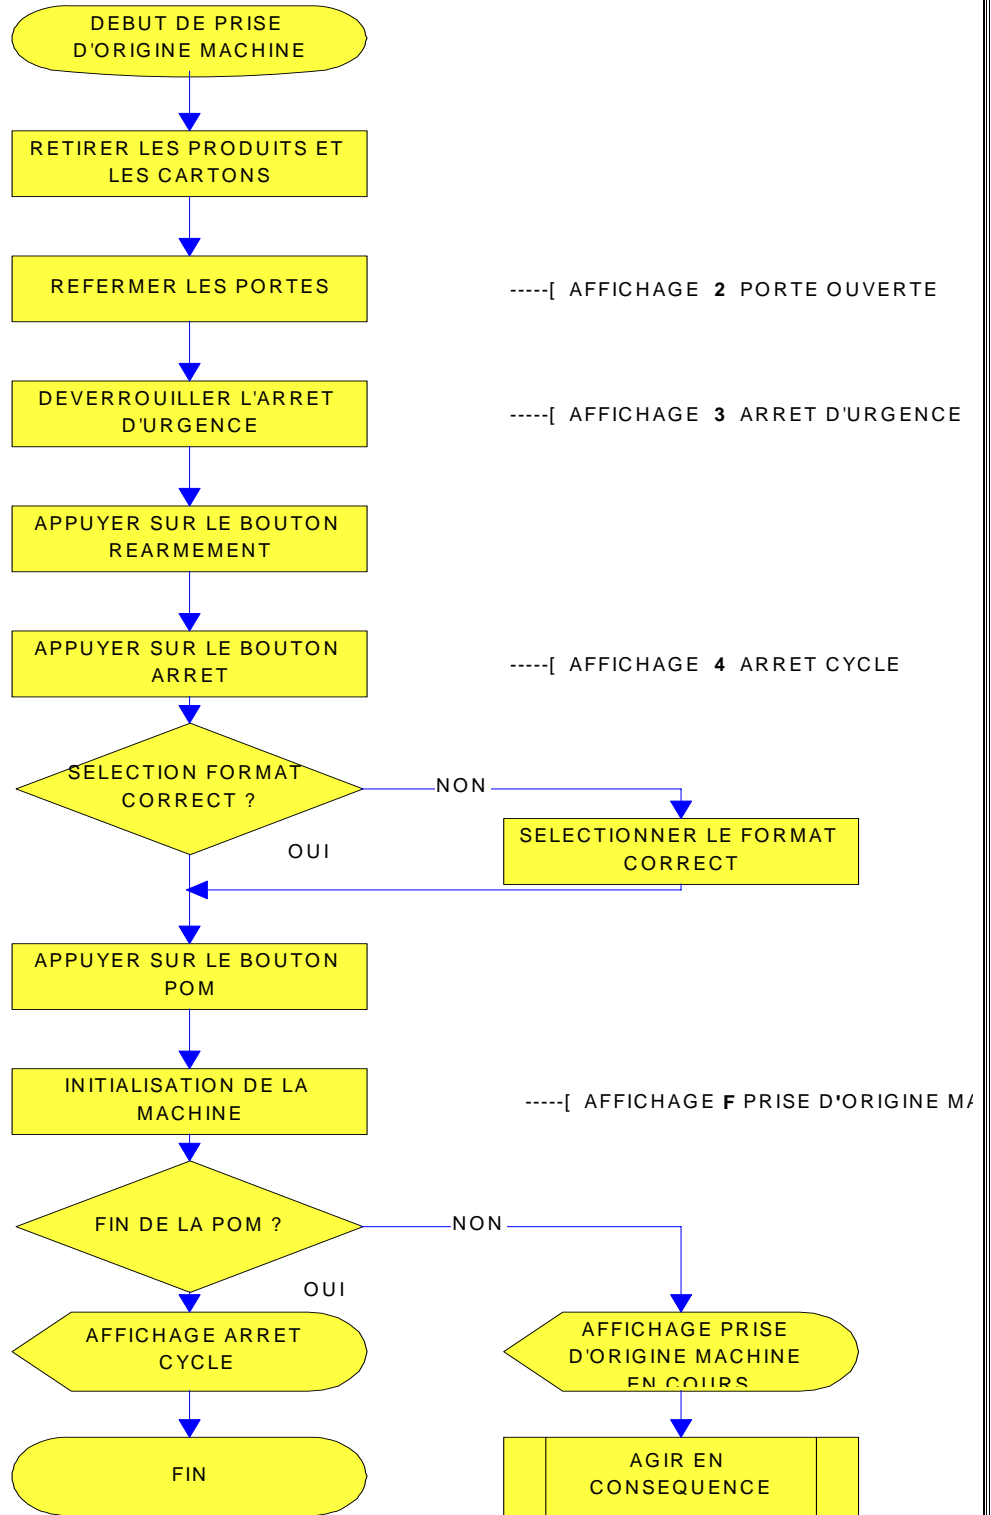 DEBUT DE PRISE
D'ORIGINE MACHINE
RETIRER LES PRODUITS ET
LES CARTONS
REFERMER LES PORTES
-----[ AFFICHAGE 2 PORTE OUVERTE
DEVERROUILLER L'ARRET
D'URGENCE
-----[ AFFICHAGE 3 ARRET D'URGENCE
APPUYER SUR LE BOUTON
REARMEMENT
APPUYER SUR LE BOUTON
ARRET
-----[ AFFICHAGE 4 ARRET CYCLE
SELECTION FORMAT
CORRECT ?
NON
OUI
SELECTIONNER LE FORMAT
CORRECT
APPUYER SUR LE BOUTON
POM
INITIALISATION DE LA
MACHINE
-----[ AFFICHAGE F PRISE D'ORIGINE MA
FIN DE LA POM ?
NON
OUI
AFFICHAGE ARRET
CYCLE
AFFICHAGE PRISE
D'ORIGINE MACHINE
EN COURS
FIN
AGIR EN
CONSEQUENCE